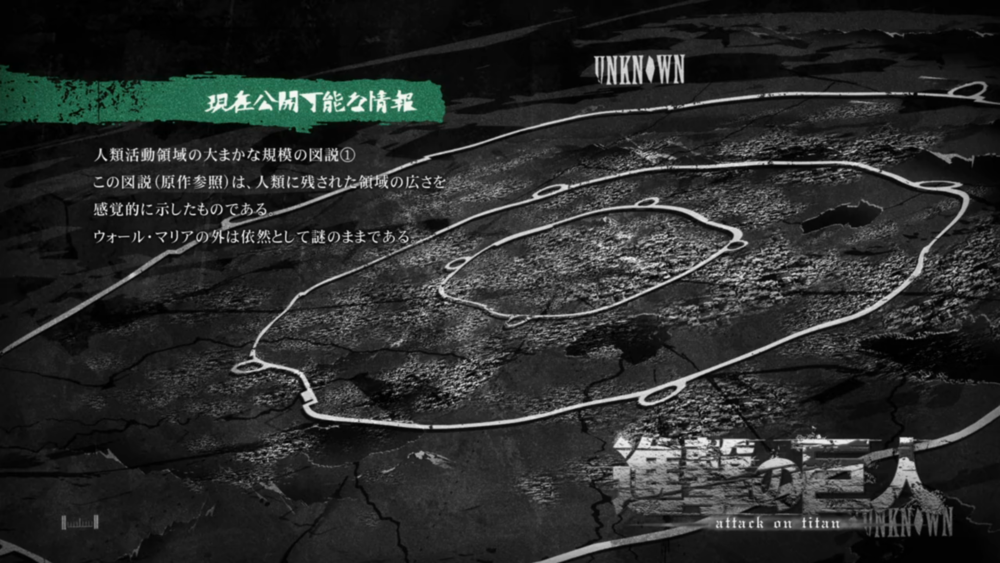 UNKNOWN
現在公開可能な情報
人類活動領域の大まかな規模の図説①
この図説(原作参照)は、人類に残された領域の広さを
感覚的に示したものである
ウォール・マリアの外は依然として謎のままである
進撃の巨人
attack on titan
UNKNOWN